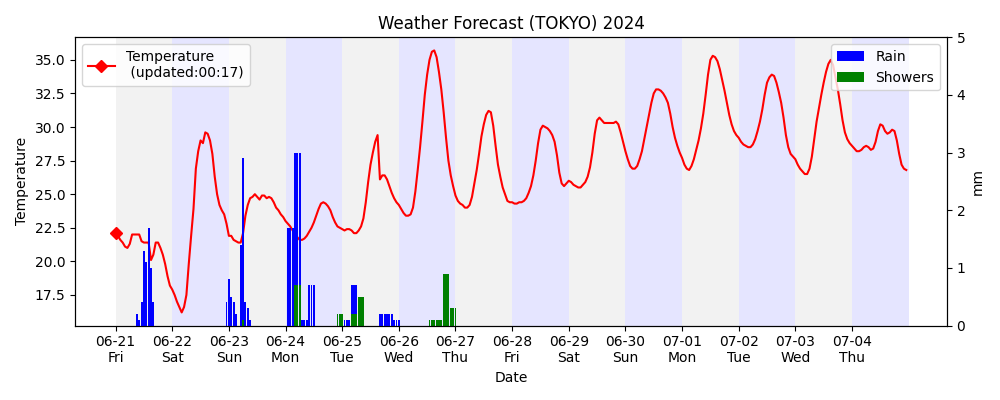 Weather Forecast (TOKYO) 2024
Temperature
(updated:00:17)
Rain
Showers
35.0
32.5
30.0
27.5
25.0
22.5
20.0
17.5
Temperature
5
4
3
2
1
0
mm
06-21 06-22 06-23 06-24 06-25 06-26 06-27 06-28 06-29 06-30 07-01 07-02 07-03 07-04
Fri Sat Sun Mon Tue Wed Thu Fri Sat Sun Mon Tue Wed Thu
Date